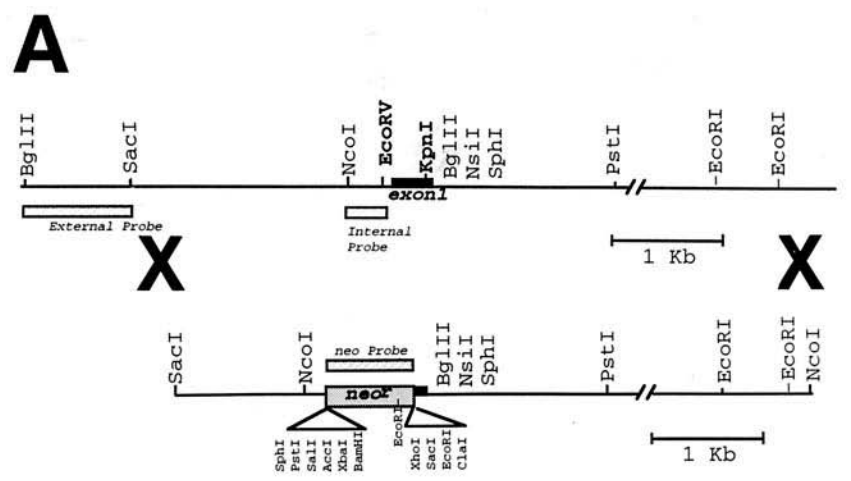 A
BglII SacI NcoI EcoRV KpnI BglII NsiI SphI PstI EcoRI EcoRI
exon1
External Probe
Internal
Probe
1 Kb
X X
SacI NcoI neo Probe BglII NsiI SphI PstI EcoRI EcoRI NcoI
neor
EcoRI
SphI PstI SalI AccI XbaI BamHI XhoI SacI EcoRI ClaI
1 Kb